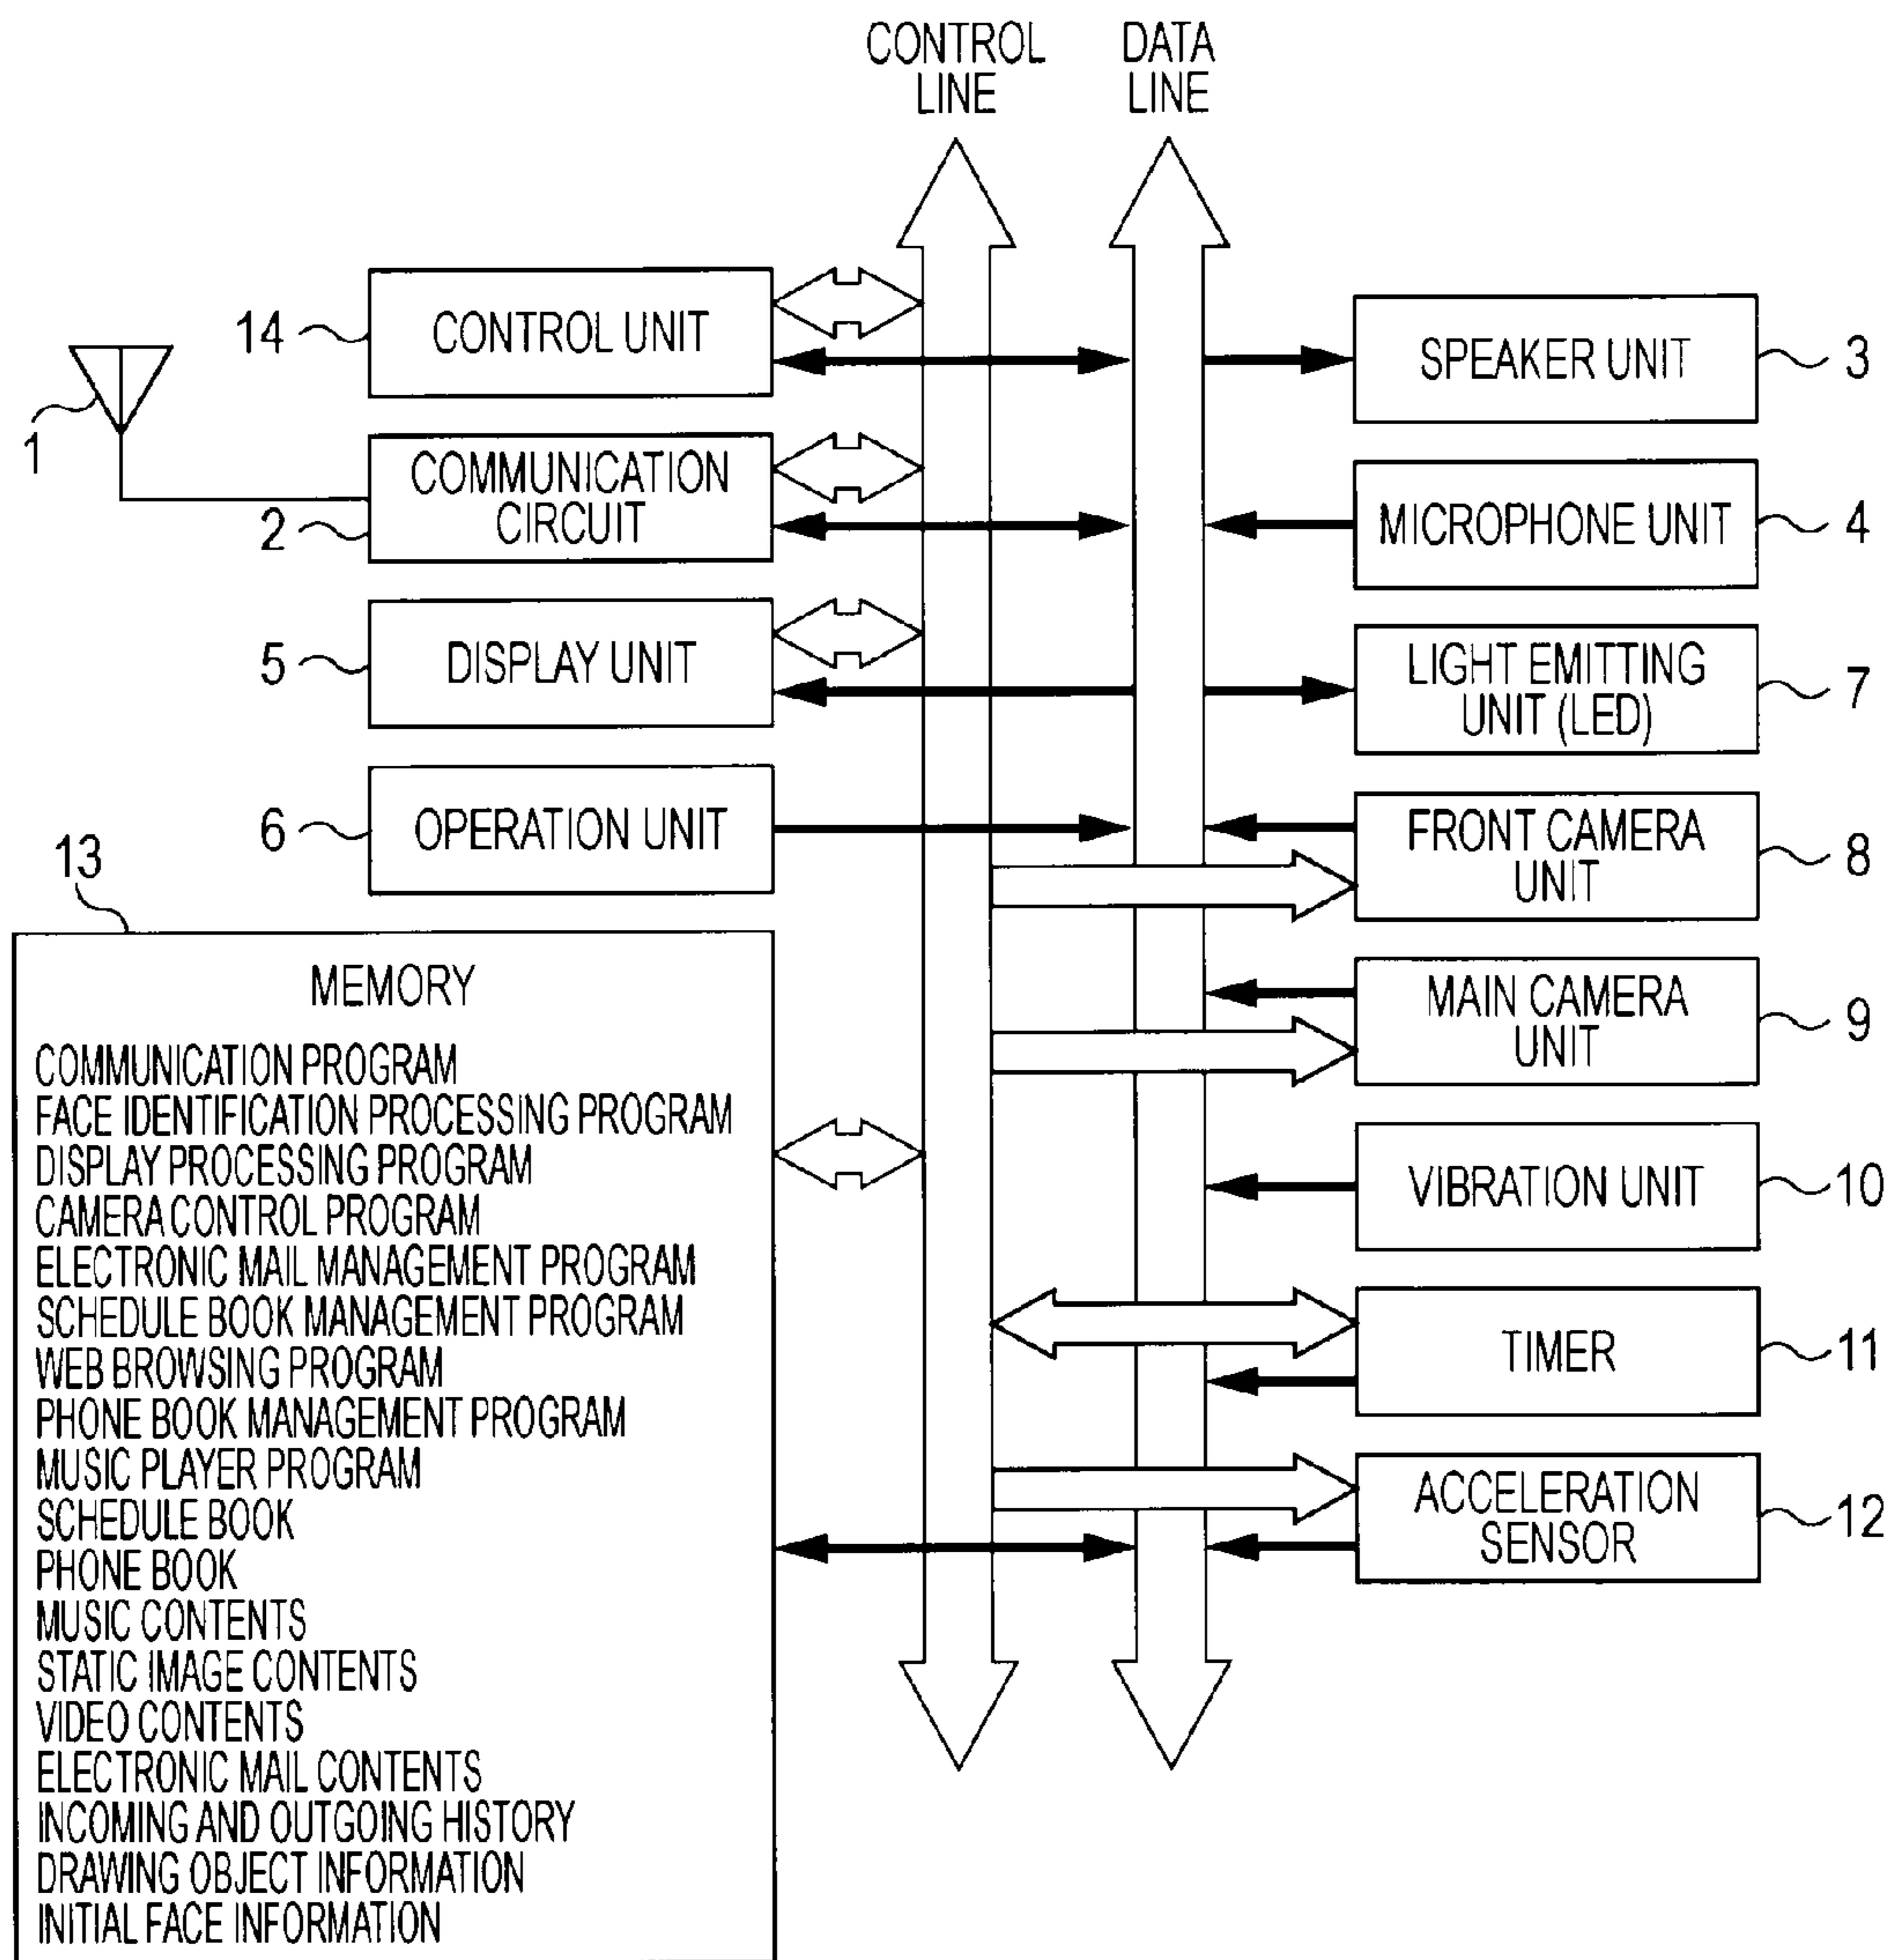 CONTROL
LINE
DATA
LINE
14
CONTROL UNIT
SPEAKER UNIT
3
1
2
COMMUNICATION
CIRCUIT
MICROPHONE UNIT
4
5
DISPLAY UNIT
LIGHT EMITTING
UNIT (LED)
7
6
OPERATION UNIT
FRONT CAMERA
UNIT
8
13
MEMORY
COMMUNICATION PROGRAM
FACE IDENTIFICATION PROCESSING PROGRAM
DISPLAY PROCESSING PROGRAM
CAMERA CONTROL PROGRAM
ELECTRONIC MAIL MANAGEMENT PROGRAM
SCHEDULE BOOK MANAGEMENT PROGRAM
WEB BROWSING PROGRAM
PHONE BOOK MANAGEMENT PROGRAM
MUSIC PLAYER PROGRAM
SCHEDULE BOOK
PHONE BOOK
MUSIC CONTENTS
STATIC IMAGE CONTENTS
VIDEO CONTENTS
ELECTRONIC MAIL CONTENTS
INCOMING AND OUTGOING HISTORY
DRAWING OBJECT INFORMATION
INITIAL FACE INFORMATION
MAIN CAMERA
UNIT
9
VIBRATION UNIT
10
TIMER
11
ACCELERATION
SENSOR
12